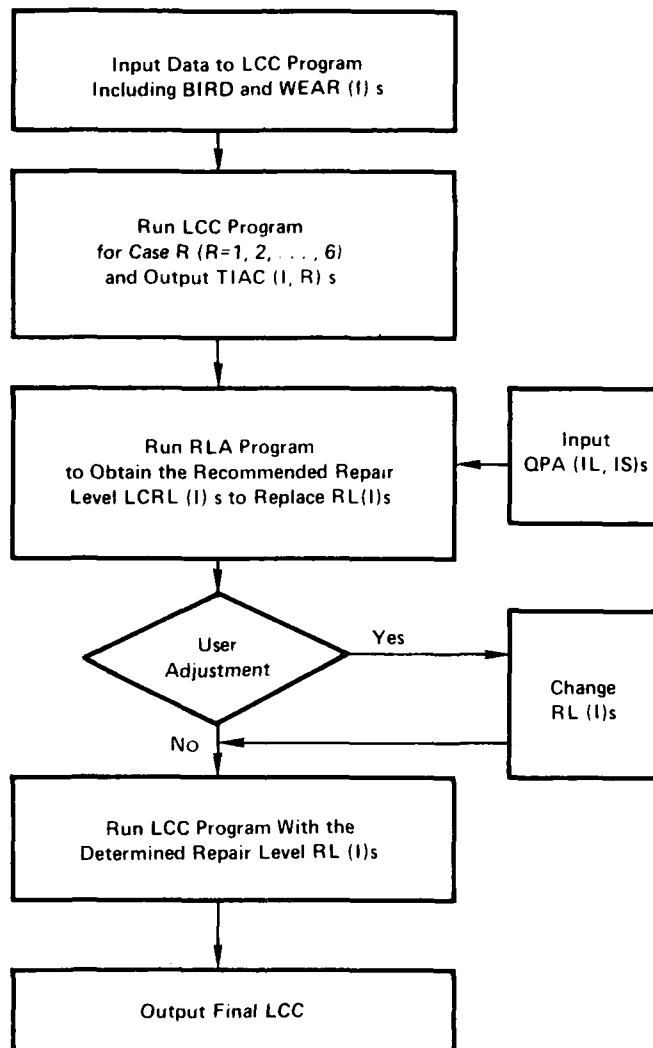 Input Data to LCC Program
Including BIRD and WEAR (I) s
Run LCC Program
for Case R (R=1, 2, . . . , 6)
and Output TIAC (I, R) s
Run RLA Program
to Obtain the Recommended Repair
Level LCRL (I) s to Replace RL(I)s
Input
QPA (IL, IS)s
User
Adjustment
Yes
Change
RL (I)s
No
Run LCC Program With the
Determined Repair Level RL (I)s
Output Final LCC